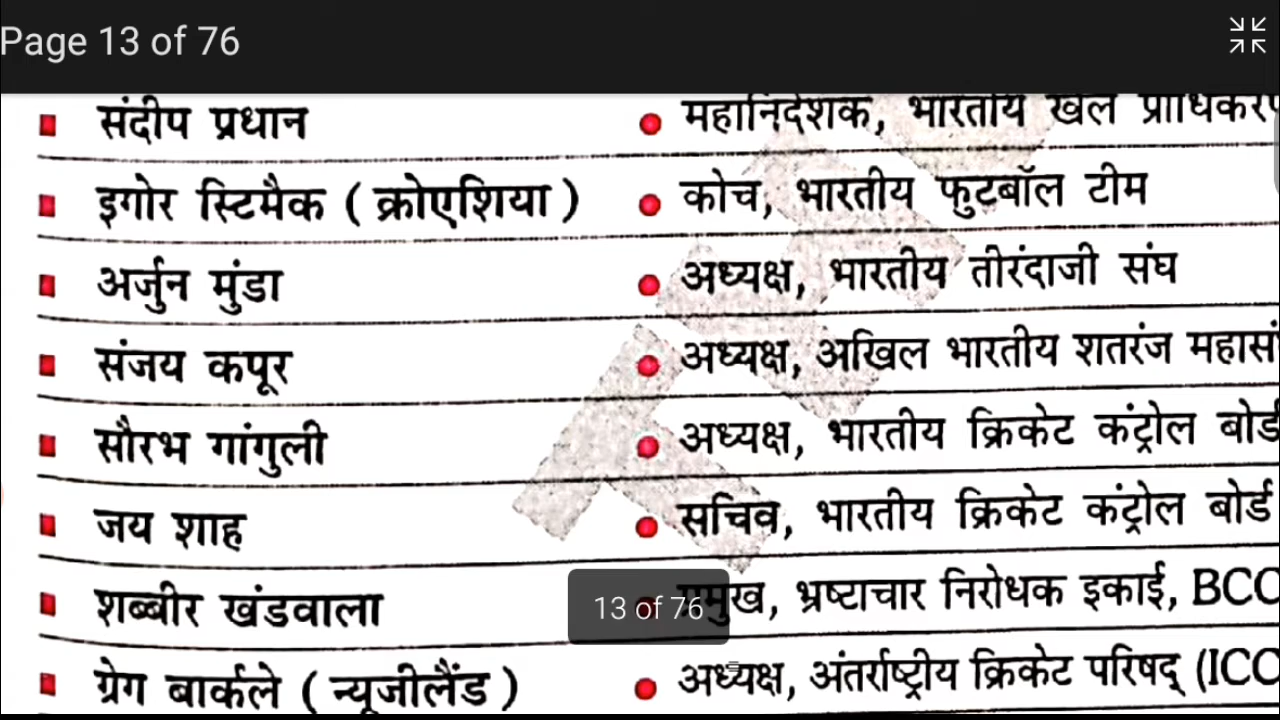 Page 13 of 76
संदीप प्रधान महानिदेशक, भारतीय खेल
इगोर स्टिमैक ( क्रोएशिया ) कोच, भारतीय फुटबॉल टीम
अर्जुन मुंडा अध्यक्ष, भारतीय तीरंदाजी संघ
संजय कपूर अध्यक्ष, अखिल भारतीय शतरंज
सौरभ गांगुली अध्यक्ष, भारतीय क्रिकेट कंट्रोल बोर्ड
जय शाह सचिव, भारतीय क्रिकेट कंट्रोल बोर्ड
शब्बीर खंडवाला प्रमुख, भ्रष्टाचार निरोधक इकाई, BCC
13 of 76
ग्रेग बार्कले ( न्यूजीलैंड ) अध्यक्ष, अंतर्राष्ट्रीय क्रिकेट परिषद् (ICC